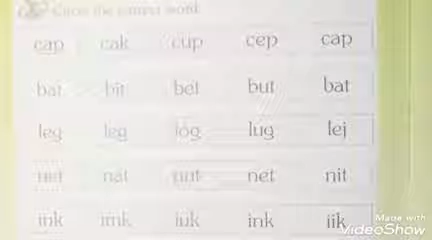 Circle the correct word
cap cak cup cep cap
bat bit bet but bat
leg leg log lug lej
net nat nut net nit
ink imk iuk ink iik
Made with
VideoShow